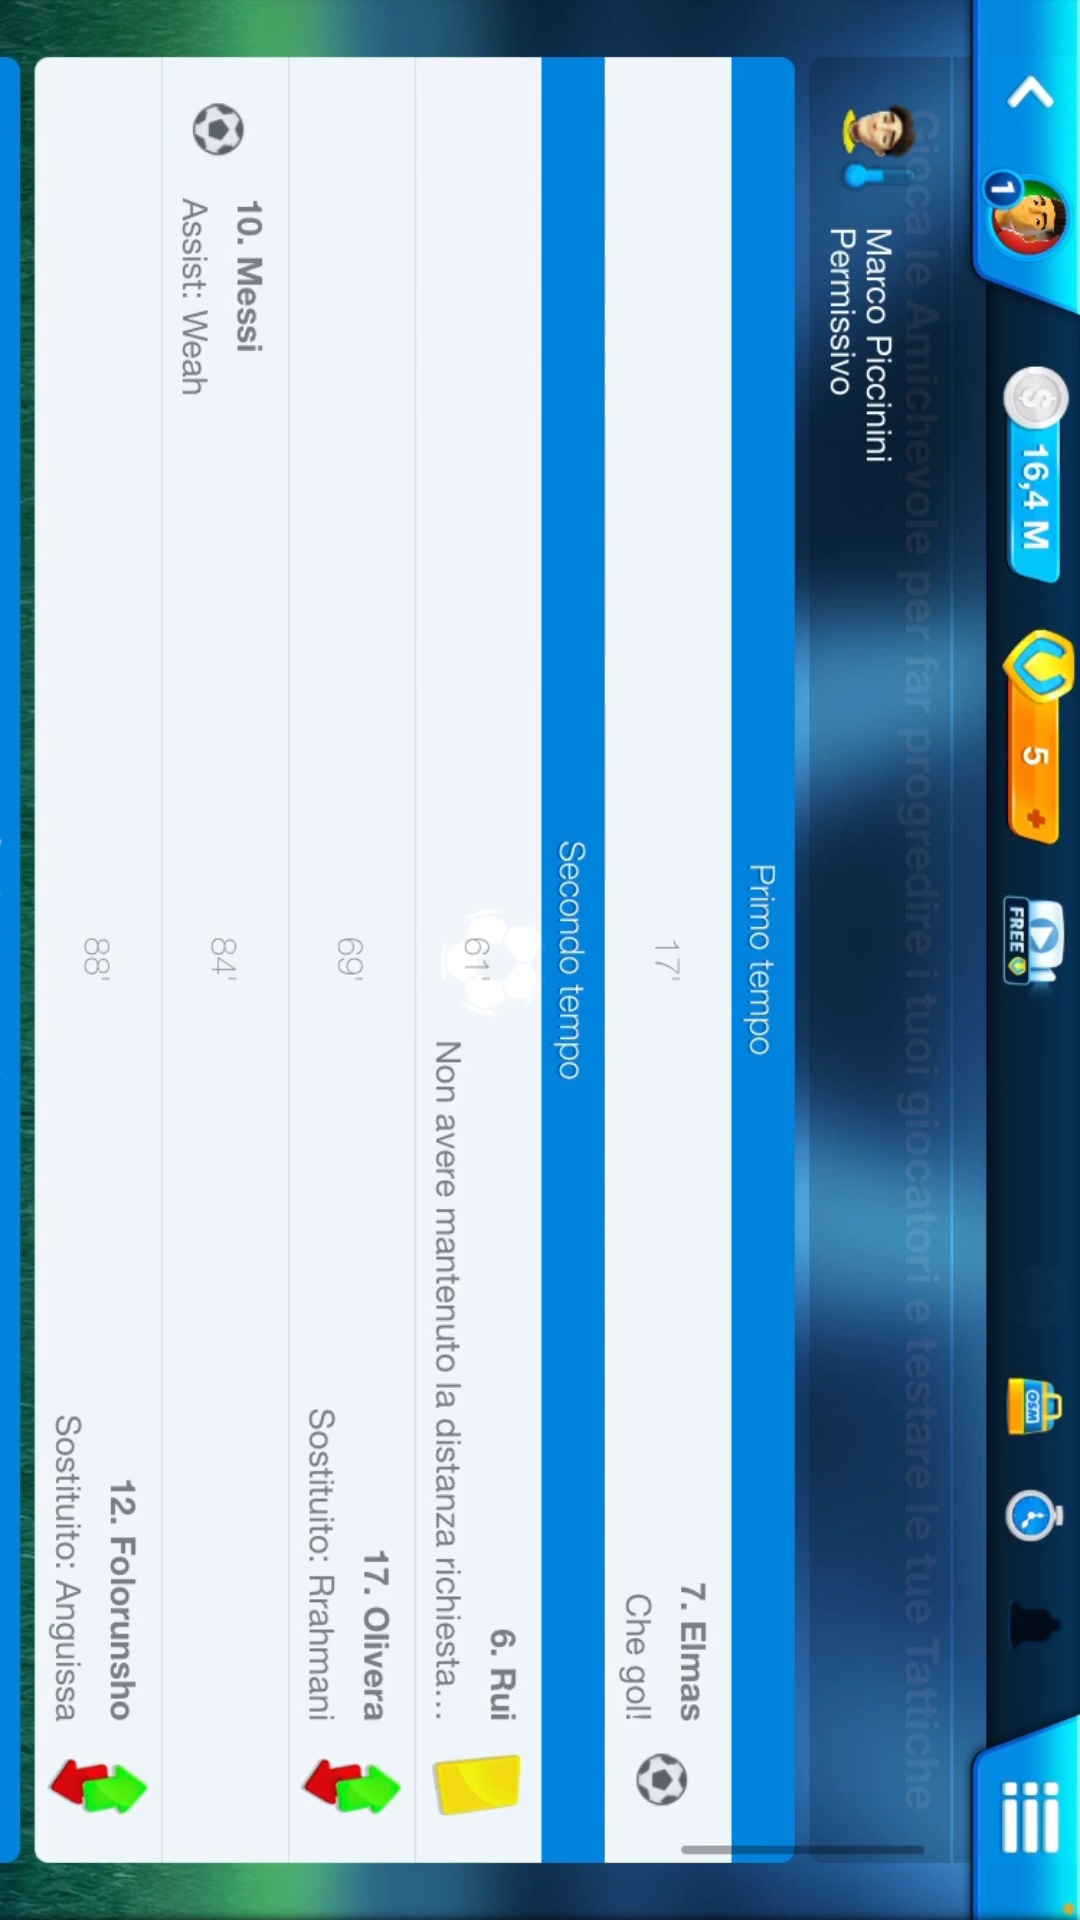 1
16,4 M
5
FREE
OSM
Gioca le Amichevole per far progredire i tuoi giocatori e testare le tue Tattiche
Marco Piccinini
Permissivo
Primo tempo
17'
7. Elmas
Che gol!
Secondo tempo
61'
6. Rui
Non avere mantenuto la distanza richiesta...
69'
17. Olivera
Sostituito: Rrahmani
10. Messi
Assist: Weah
84'
88'
12. Folorunsho
Sostituito: Anguissa